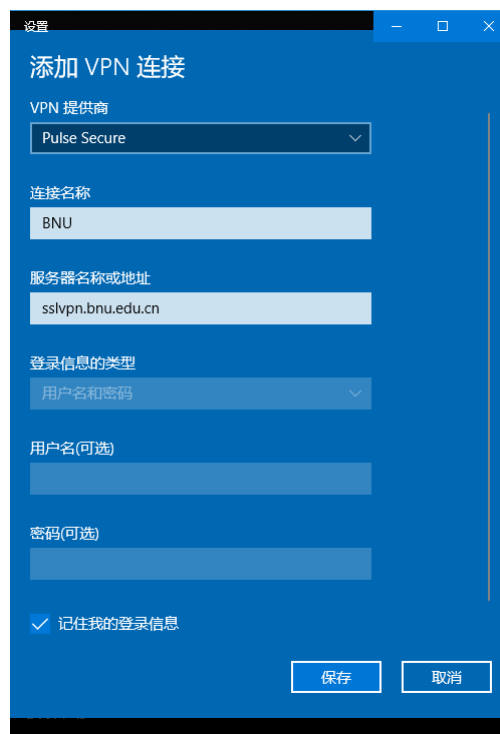 设置
添加 VPN 连接
VPN 提供商
Pulse Secure
连接名称
BNU
服务器名称或地址
sslvpn.bnu.edu.cn
登录信息的类型
用户名和密码
用户名(可选)
密码(可选)
记住我的登录信息
保存 取消